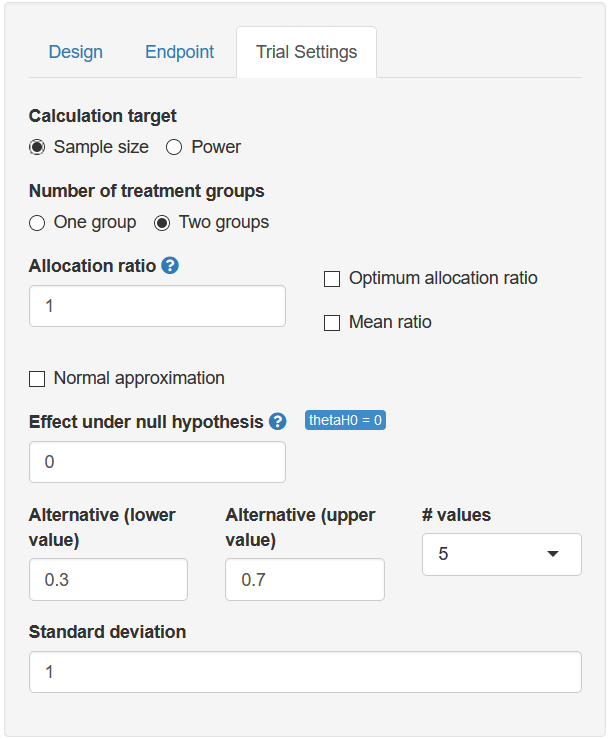 Design Endpoint Trial Settings
Calculation target
Sample size Power
Number of treatment groups
One group Two groups
Allocation ratio ?
Optimum allocation ratio
1
Mean ratio
Normal approximation
Effect under null hypothesis ? thetaH0 = 0
0
Alternative (lower value)
Alternative (upper value)
# values
0.3 0.7 5
Standard deviation
1